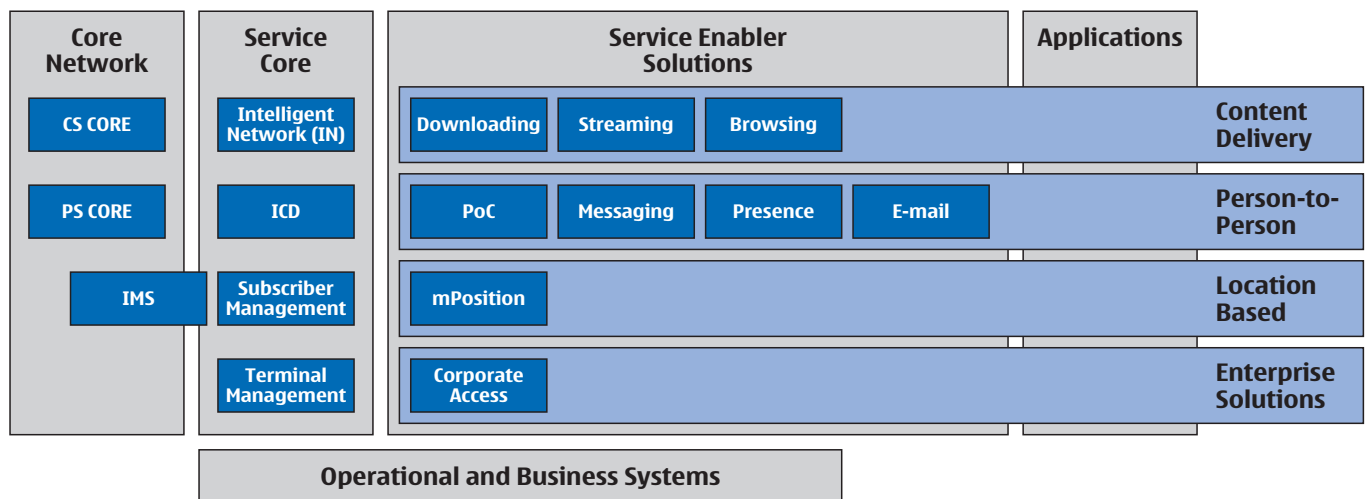 Core
Network
Service
Core
Service Enabler
Solutions
Applications
CS CORE
Intelligent
Network (IN)
Downloading
Streaming
Browsing
Content
Delivery
PS CORE
ICD
PoC
Messaging
Presence
E-mail
Person-to-
Person
IMS
Subscriber
Management
mPosition
Location
Based
Terminal
Management
Corporate
Access
Enterprise
Solutions
Operational and Business Systems